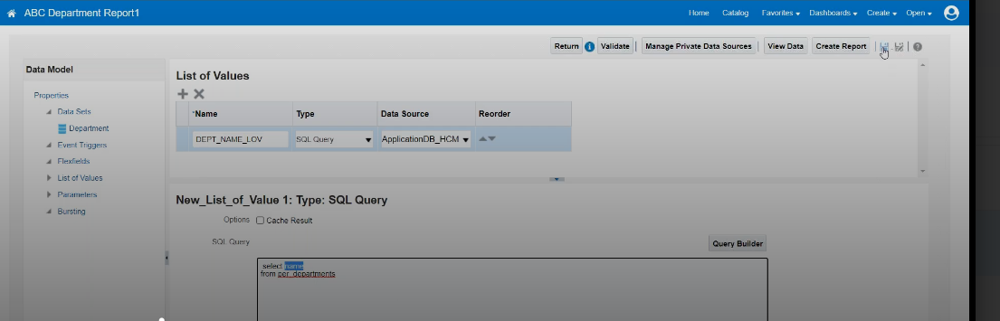 ABC Department Report1 Home Catalog Favorites Dashboards Create Open
Return Validate Manage Private Data Sources View Data Create Report
Data Model
Properties
Data Sets
Department
Event Triggers
Flexfields
List of Values
Parameters
Bursting
List of Values
*Name Type Data Source Reorder
DEPT_NAME_LOV SQL Query ApplicationDB_HCM
New_List_of_Value 1: Type: SQL Query
Options Cache Result
SQL Query
Query Builder
select name
from per_departments